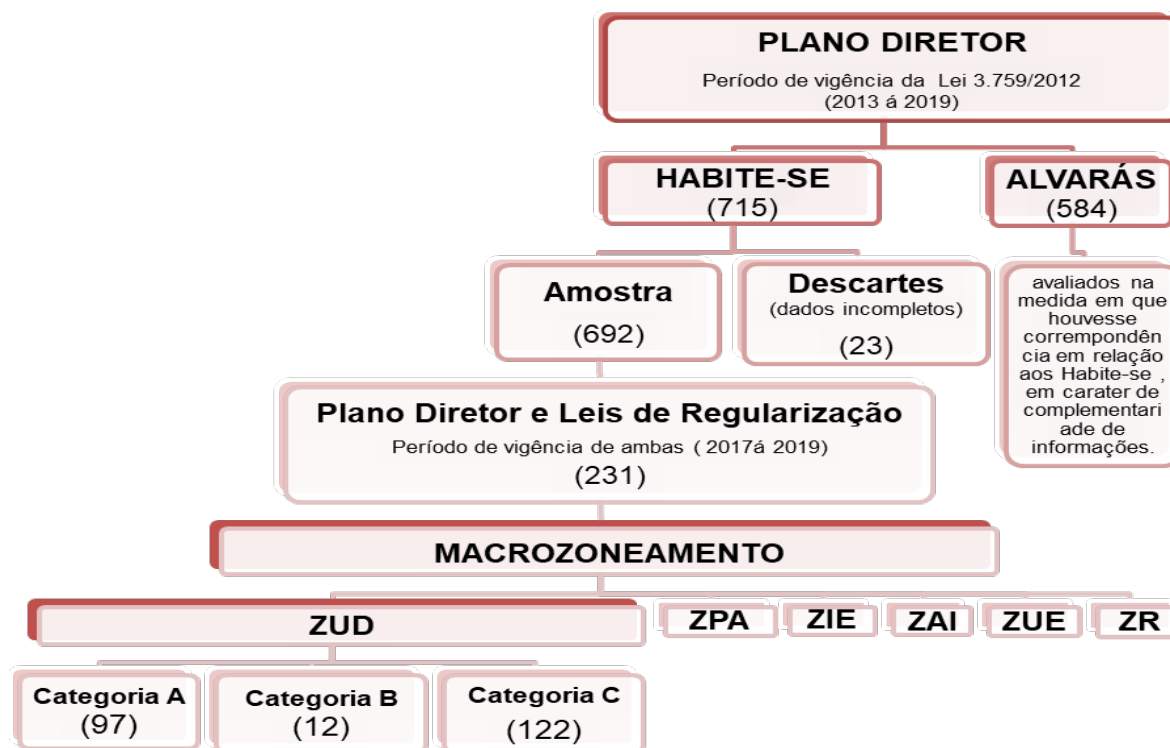 PLANO DIRETOR
Período de vigência da Lei 3.759/2012
(2013 á 2019)
HABITE-SE
(715)
ALVARÁS
(584)
Amostra
(692)
Descartes
(dados incompletos)
(23)
avaliados na
medida em que
houvesse
corrempondên
cia em relação
aos Habite-se ,
em carater de
complementari
ade de
informações.
Plano Diretor e Leis de Regularização
Período de vigência de ambas ( 2017á 2019)
(231)
MACROZONEAMENTO
ZUD
ZPA
ZIE
ZAI
ZUE
ZR
Categoria A
(97)
Categoria B
(12)
Categoria C
(122)